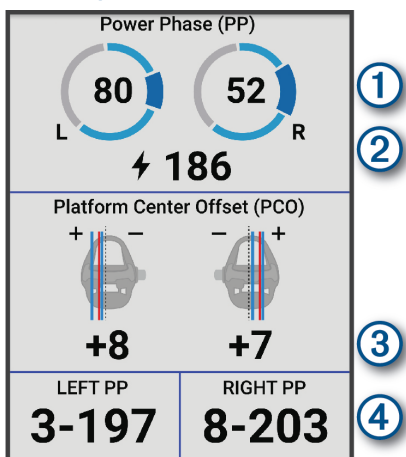 Power Phase (PP)
80 52 ①
L R
186 ②
Platform Center Offset (PCO)
+ − − +
+8 +7 ③
LEFT PP RIGHT PP
3-197 8-203 ④